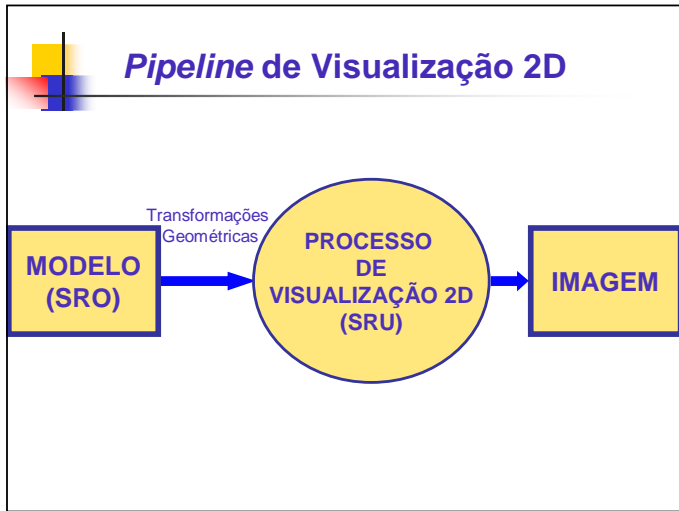 Pipeline de Visualização 2D
Transformações
Geométricas
MODELO
(SRO)
PROCESSO
DE
VISUALIZAÇÃO 2D
(SRU)
IMAGEM